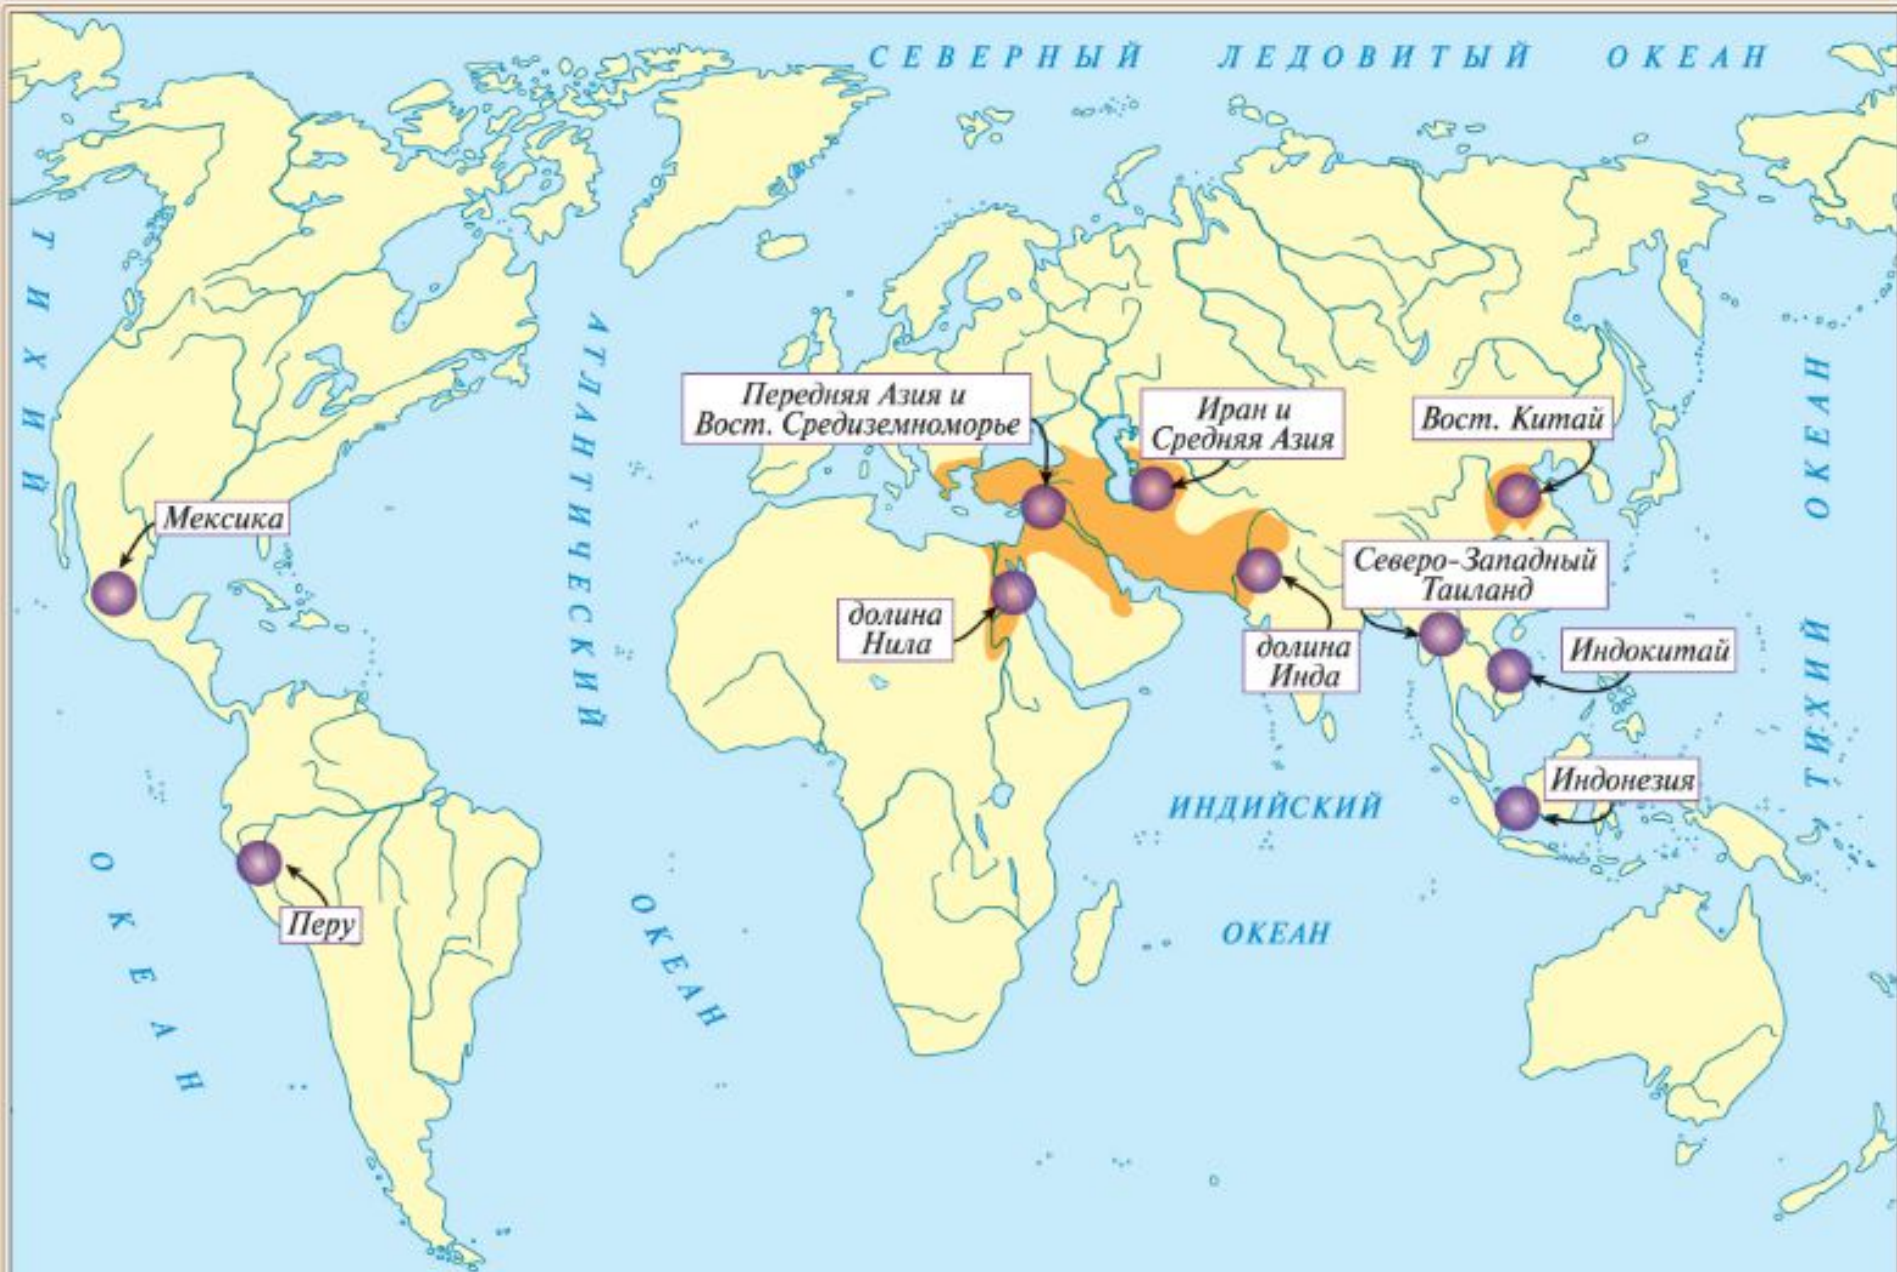 СЕВЕРНЫЙ ЛЕДОВИТЫЙ ОКЕАН
ТИХИЙ
ОКЕАН
АТЛАНТИЧЕСКИЙ
ОКЕАН
Передняя Азия и
Вост. Средиземноморье
Иран и
Средняя Азия
Вост. Китай
Мексика
Северо-Западный
Таиланд
долина
Нила
долина
Инда
Индокитай
Индонезия
ИНДИЙСКИЙ
ОКЕАН
Перу
ТИХИЙ ОКЕАН